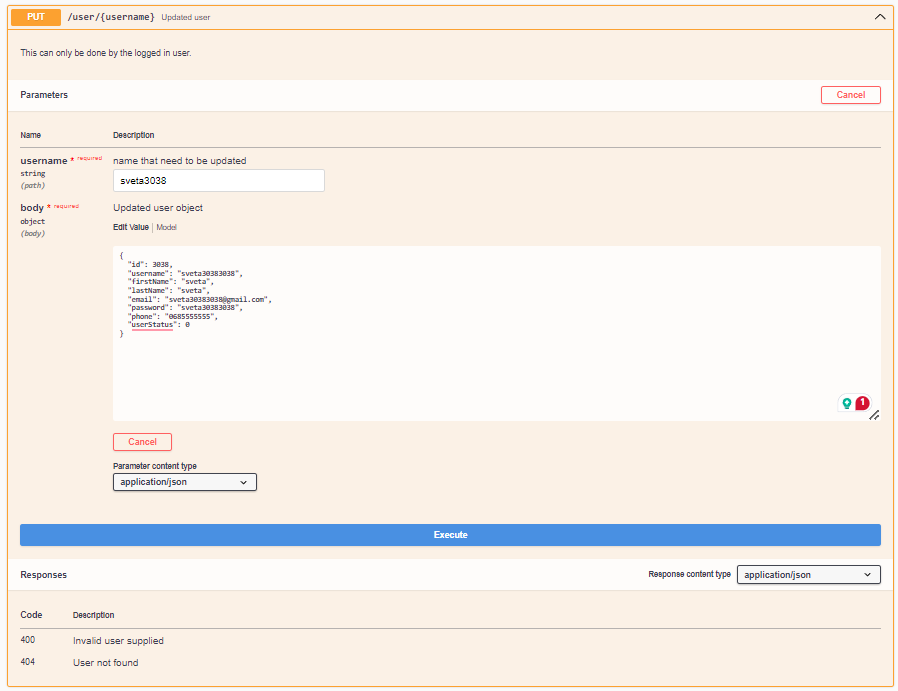 PUT /user/{username} Updated user
This can only be done by the logged in user.
Parameters Cancel
Name Description
username * required name that need to be updated
string sveta3038
(path)
body * required Updated user object
object Edit Value | Model
(body)
{
"id": 3038,
"username": "sveta30383038",
"firstName": "sveta",
"lastName": "sveta",
"email": "sveta30383038@gmail.com",
"password": "sveta30383038",
"phone": "0685555555",
"userStatus": 0
}
1
Cancel
Parameter content type
application/json
Execute
Responses Response content type application/json
Code Description
400 Invalid user supplied
404 User not found